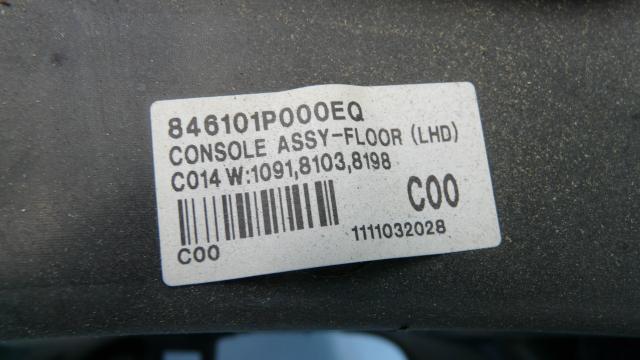 846101P000EQ
CONSOLE ASSY-FLOOR (LHD)
C014 W:1091,8103,8198
C00
C00
1111032028